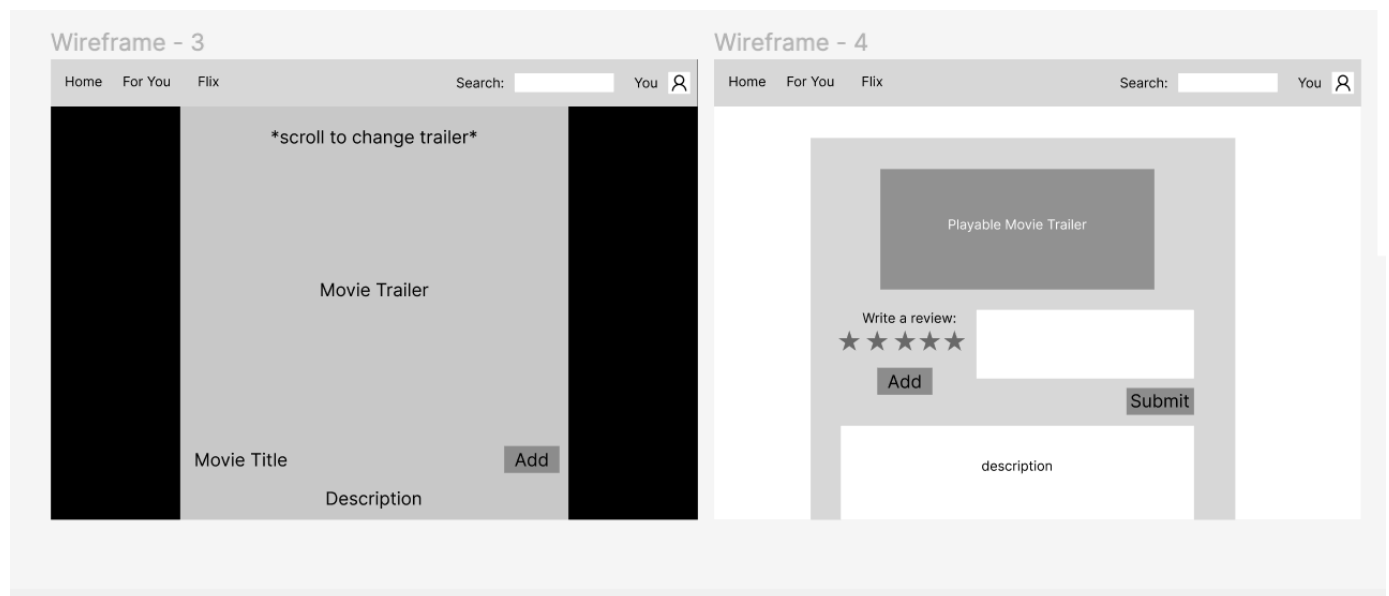 Wireframe - 3
Home For You Flix Search: You
*scroll to change trailer*
Movie Trailer
Movie Title Add
Description
Wireframe - 4
Home For You Flix Search: You
Playable Movie Trailer
Write a review:
Add
Submit
description